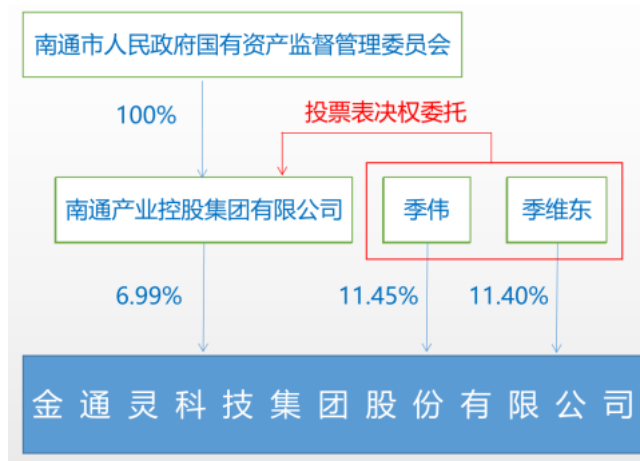 南通市人民政府国有资产监督管理委员会
100%
投票表决权委托
南通产业控股集团有限公司
季伟
季维东
6.99%
11.45%
11.40%
金通灵科技集团股份有限公司